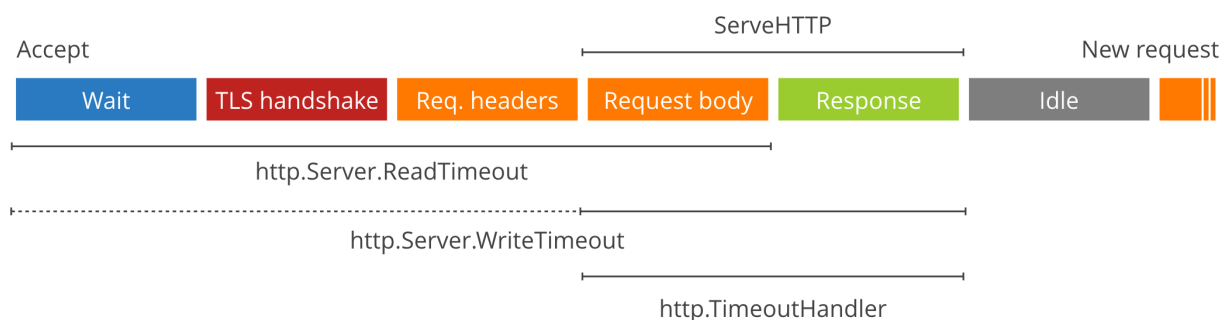 ServeHTTP
Accept
New request
Wait
TLS handshake
Req. headers
Request body
Response
Idle
http.Server.ReadTimeout
http.Server.WriteTimeout
http.TimeoutHandler